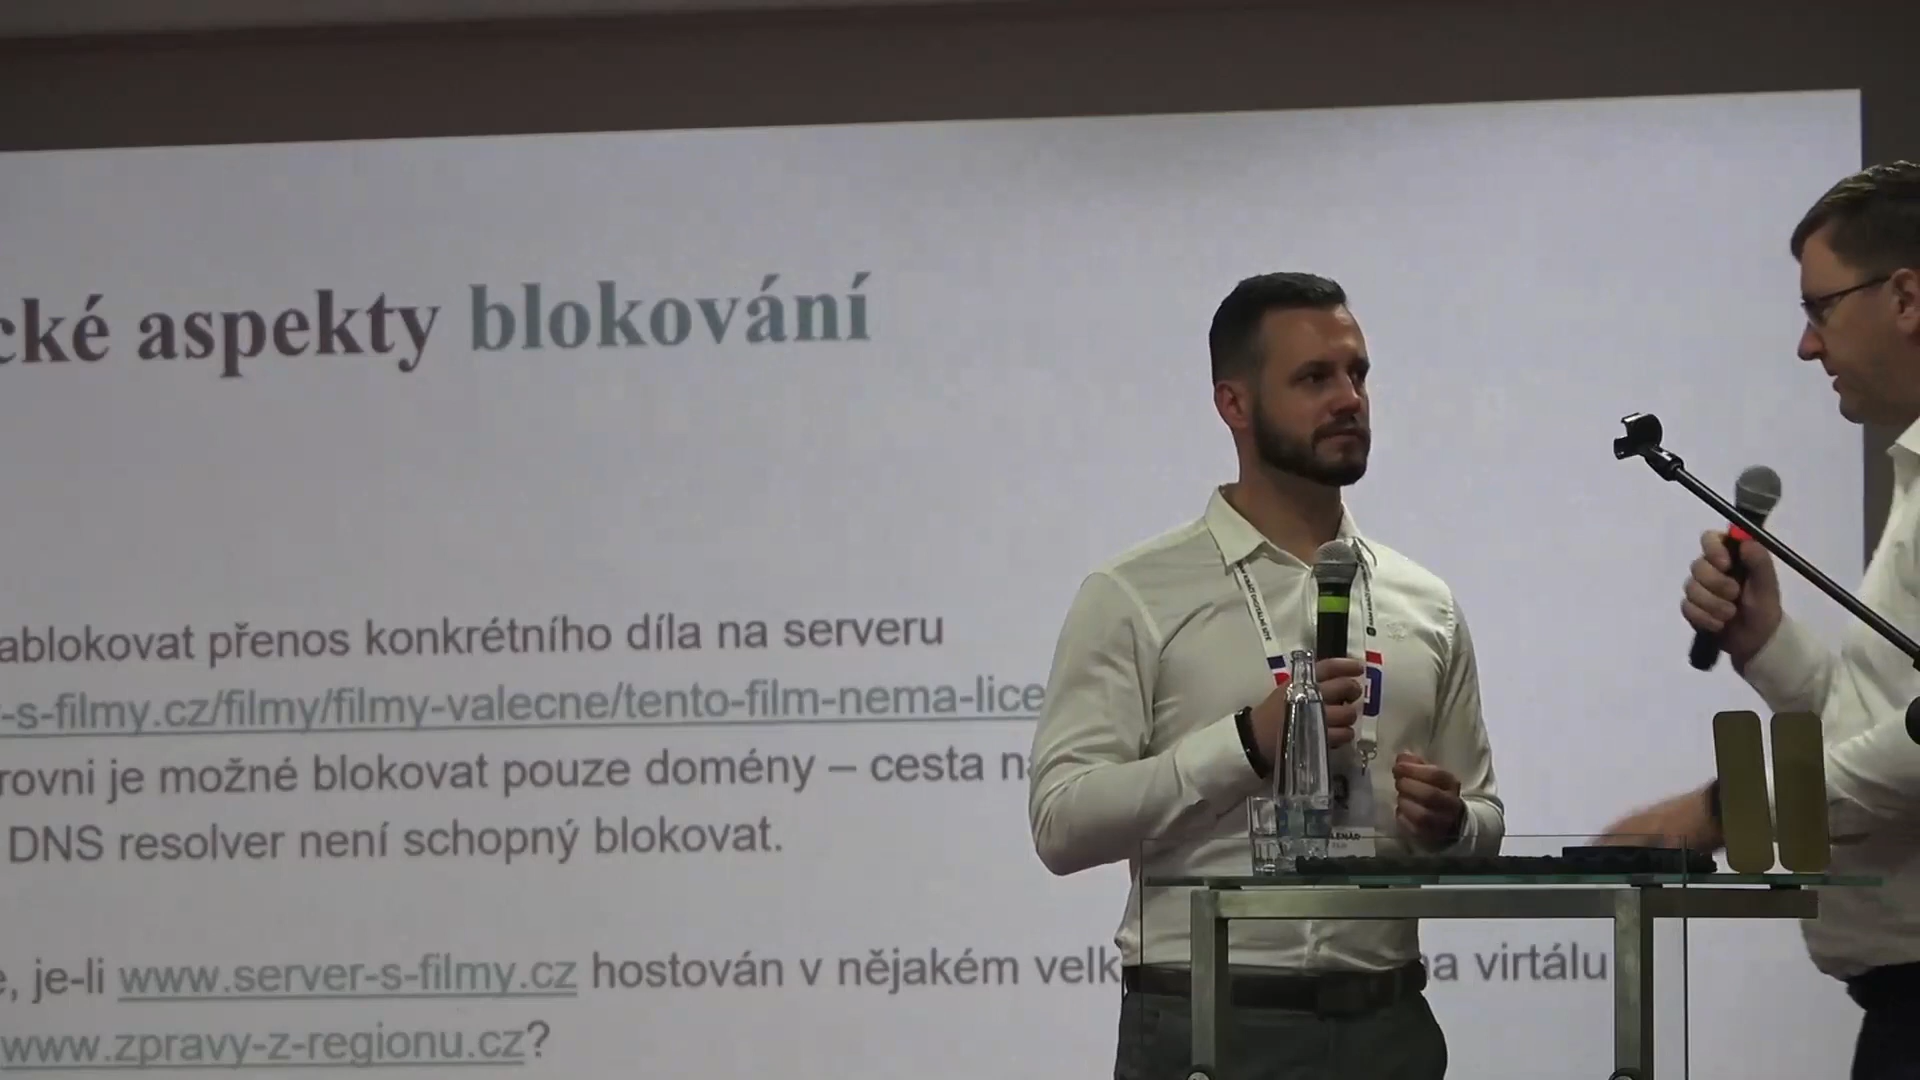 cké aspekty blokování
ablokovat přenos konkrétního díla na serveru
-s-filmy.cz/filmy/filmy-valecne/tento-film-nema-lice
rovni je možné blokovat pouze domény – cesta na
DNS resolver není schopný blokovat.
e, je-li www.server-s-filmy.cz hostován v nějakém velk
na virtálu
www.zpravy-z-regionu.cz?